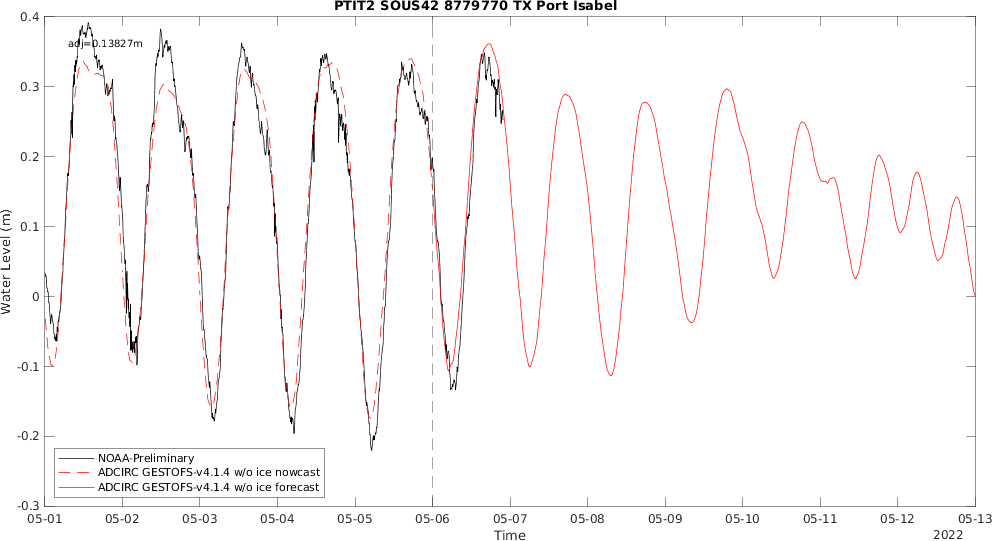 PTIT2 SOUS42 8779770 TX Port Isabel
adj=0.13827m
0.4
0.3
0.2
0.1
0
-0.1
-0.2
-0.3
Water Level (m)
NOAA-Preliminary
ADCIRC GESTOFS-v4.1.4 w/o ice nowcast
ADCIRC GESTOFS-v4.1.4 w/o ice forecast
05-01 05-02 05-03 05-04 05-05 05-06 05-07 05-08 05-09 05-10 05-11 05-12 05-13
Time
2022